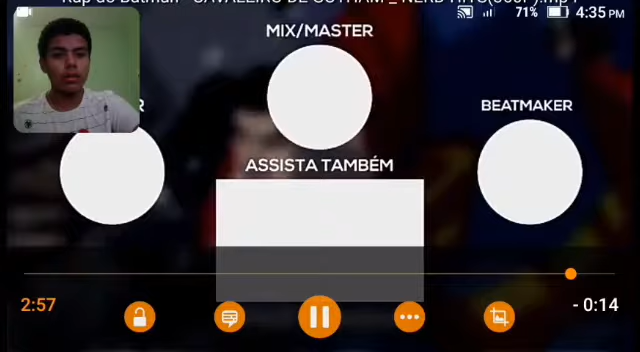 71% 4:35 PM
MIX/MASTER
BEATMAKER
ASSISTA TAMBÉM
2:57
- 0:14